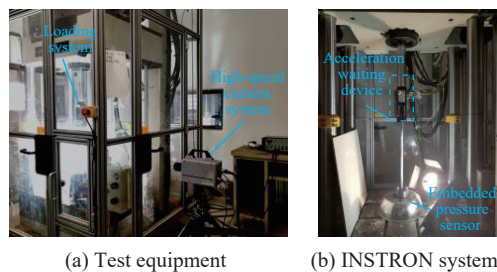 Loading
system
High-speed
camera
system
(a) Test equipment
Acceleration
waiting
device
Embedded
pressure
sensor
(b) INSTRON system